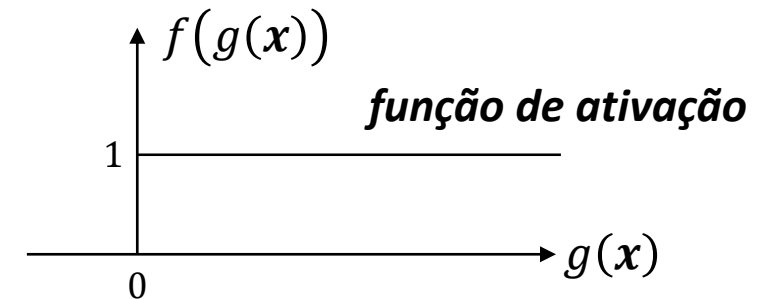 f(g(𝒙))
função de ativação
1
g(𝒙)
0